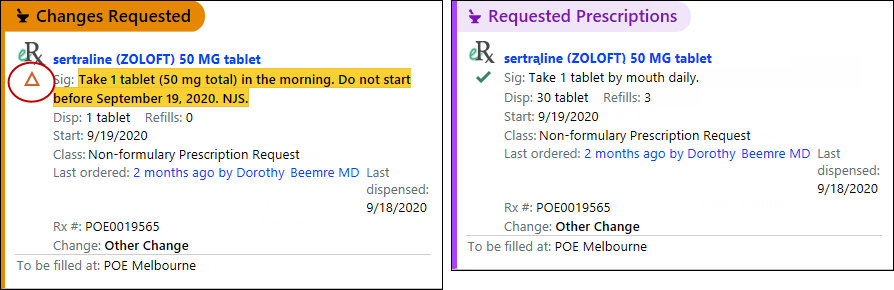 Changes Requested
eRx
sertraline (ZOLOFT) 50 MG tablet
Sig: Take 1 tablet (50 mg total) in the morning. Do not start
before September 19, 2020. NJS.
Disp: 1 tablet Refills: 0
Start: 9/19/2020
Class: Non-formulary Prescription Request
Last ordered: 2 months ago by Dorothy Beemre MD Last
dispensed:
9/18/2020
Rx #: POE0019565
Change: Other Change
To be filled at: POE Melbourne
Requested Prescriptions
eRx
sertraline (ZOLOFT) 50 MG tablet
Sig: Take 1 tablet by mouth daily.
Disp: 30 tablet Refills: 3
Start: 9/19/2020
Class: Non-formulary Prescription Request
Last ordered: 2 months ago by Dorothy Beemre MD Last
dispensed:
9/18/2020
Rx #: POE0019565
Change: Other Change
To be filled at: POE Melbourne